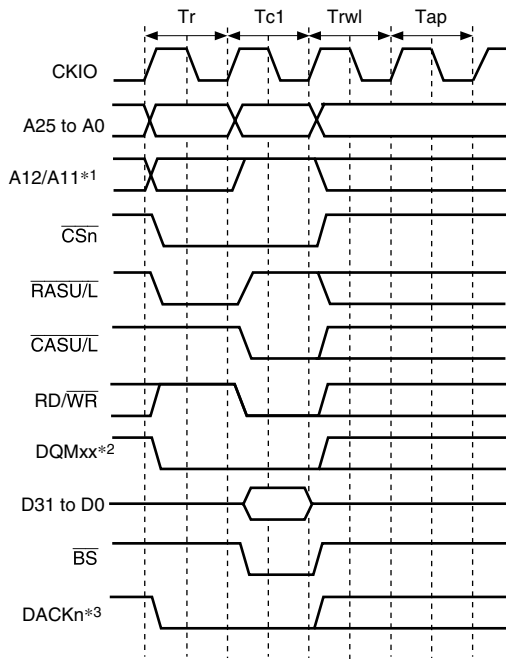 Tr Tc1 Trwl Tap
CKIO
A25 to A0
A12/A11*1
CSn
RASU/L
CASU/L
RD/WR
DQMxx*2
D31 to D0
BS
DACKn*3